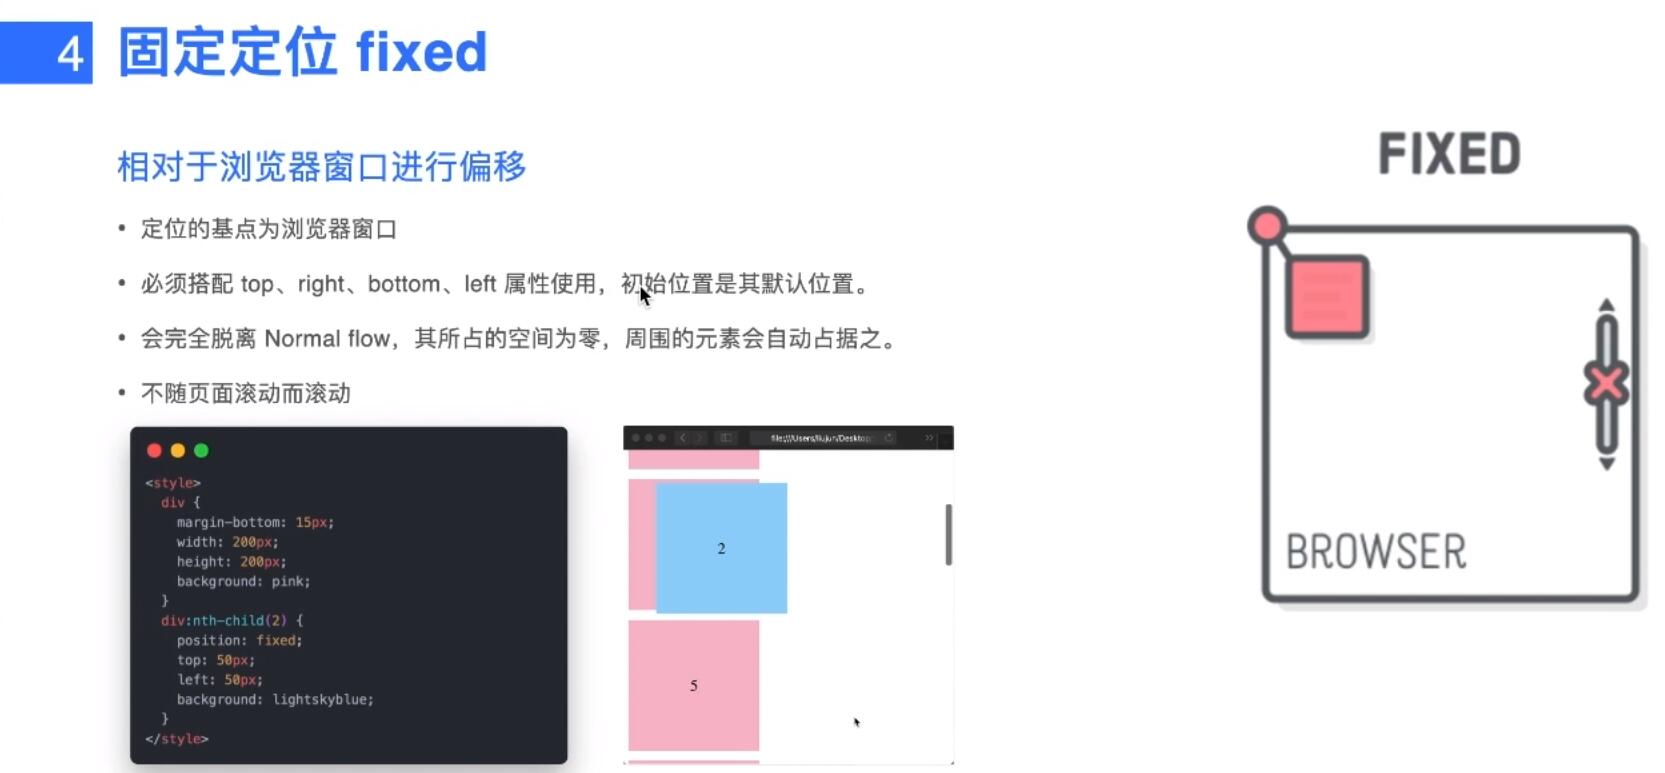 4 固定定位 fixed
相对于浏览器窗口进行偏移
• 定位的基点为浏览器窗口
• 必须搭配 top、right、bottom、left 属性使用，初始位置是其默认位置。
• 会完全脱离 Normal flow，其所占的空间为零，周围的元素会自动占据之。
• 不随页面滚动而滚动
<style>
div {
margin-bottom: 15px;
width: 200px;
height: 200px;
background: pink;
}
div:nth-child(2) {
position: fixed;
top: 50px;
left: 50px;
background: lightskyblue;
}
</style>
file:///Users/liujun/Desktop
2
5
FIXED
BROWSER